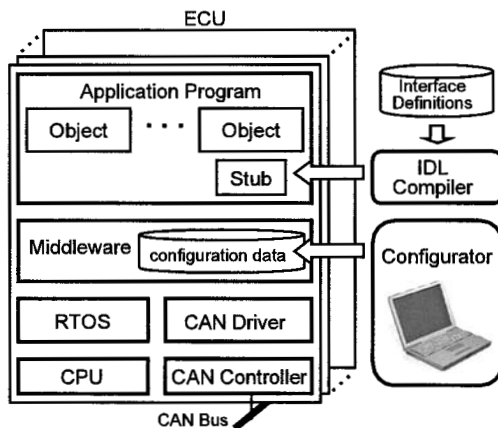 ECU
Application Program
Object
Object
Stub
Middleware
configuration data
RTOS
CAN Driver
CPU
CAN Controller
CAN Bus
Interface
Definitions
IDL
Compiler
Configurator